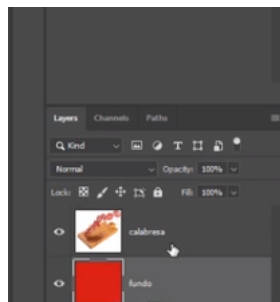 Layers Channels Paths
Kind
Normal Opacity: 100%
Lock: Fill: 100%
calabresa
fundo